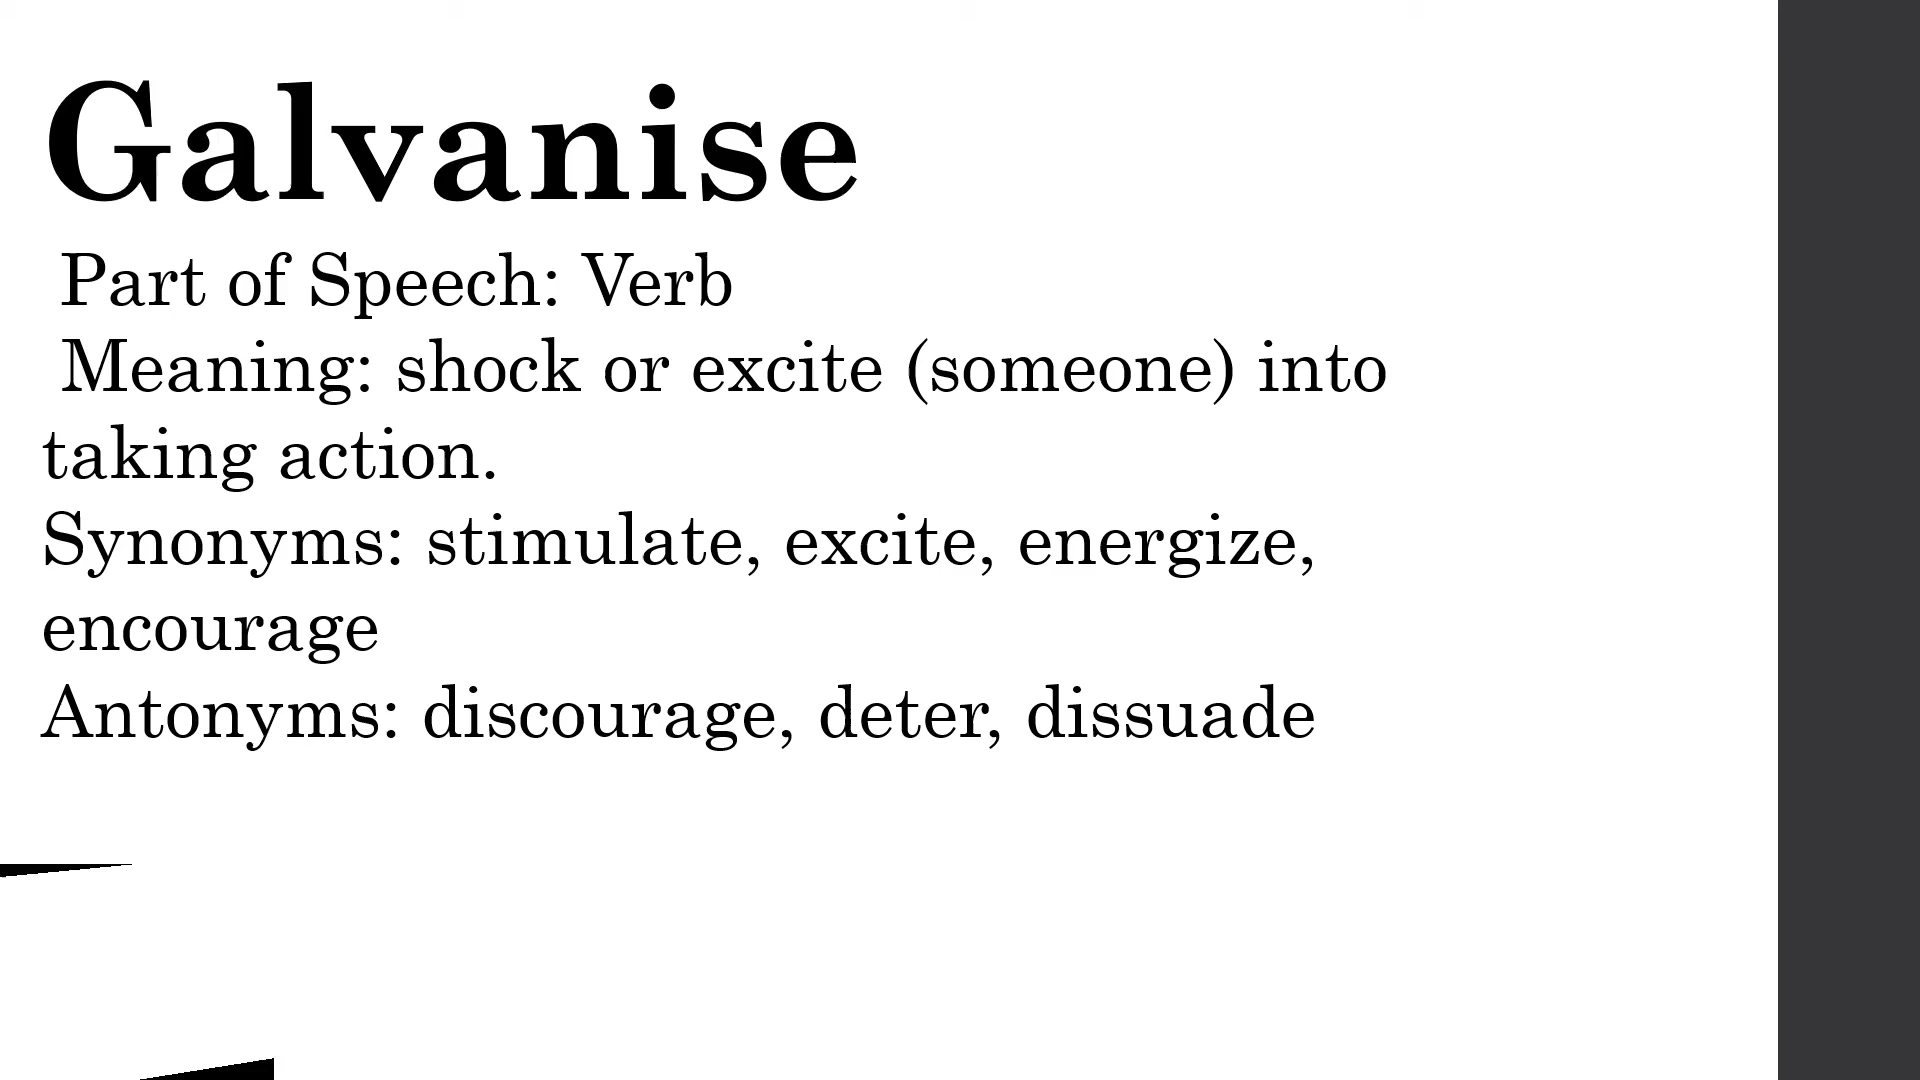 Galvanise
Part of Speech: Verb
Meaning: shock or excite (someone) into
taking action.
Synonyms: stimulate, excite, energize,
encourage
Antonyms: discourage, deter, dissuade